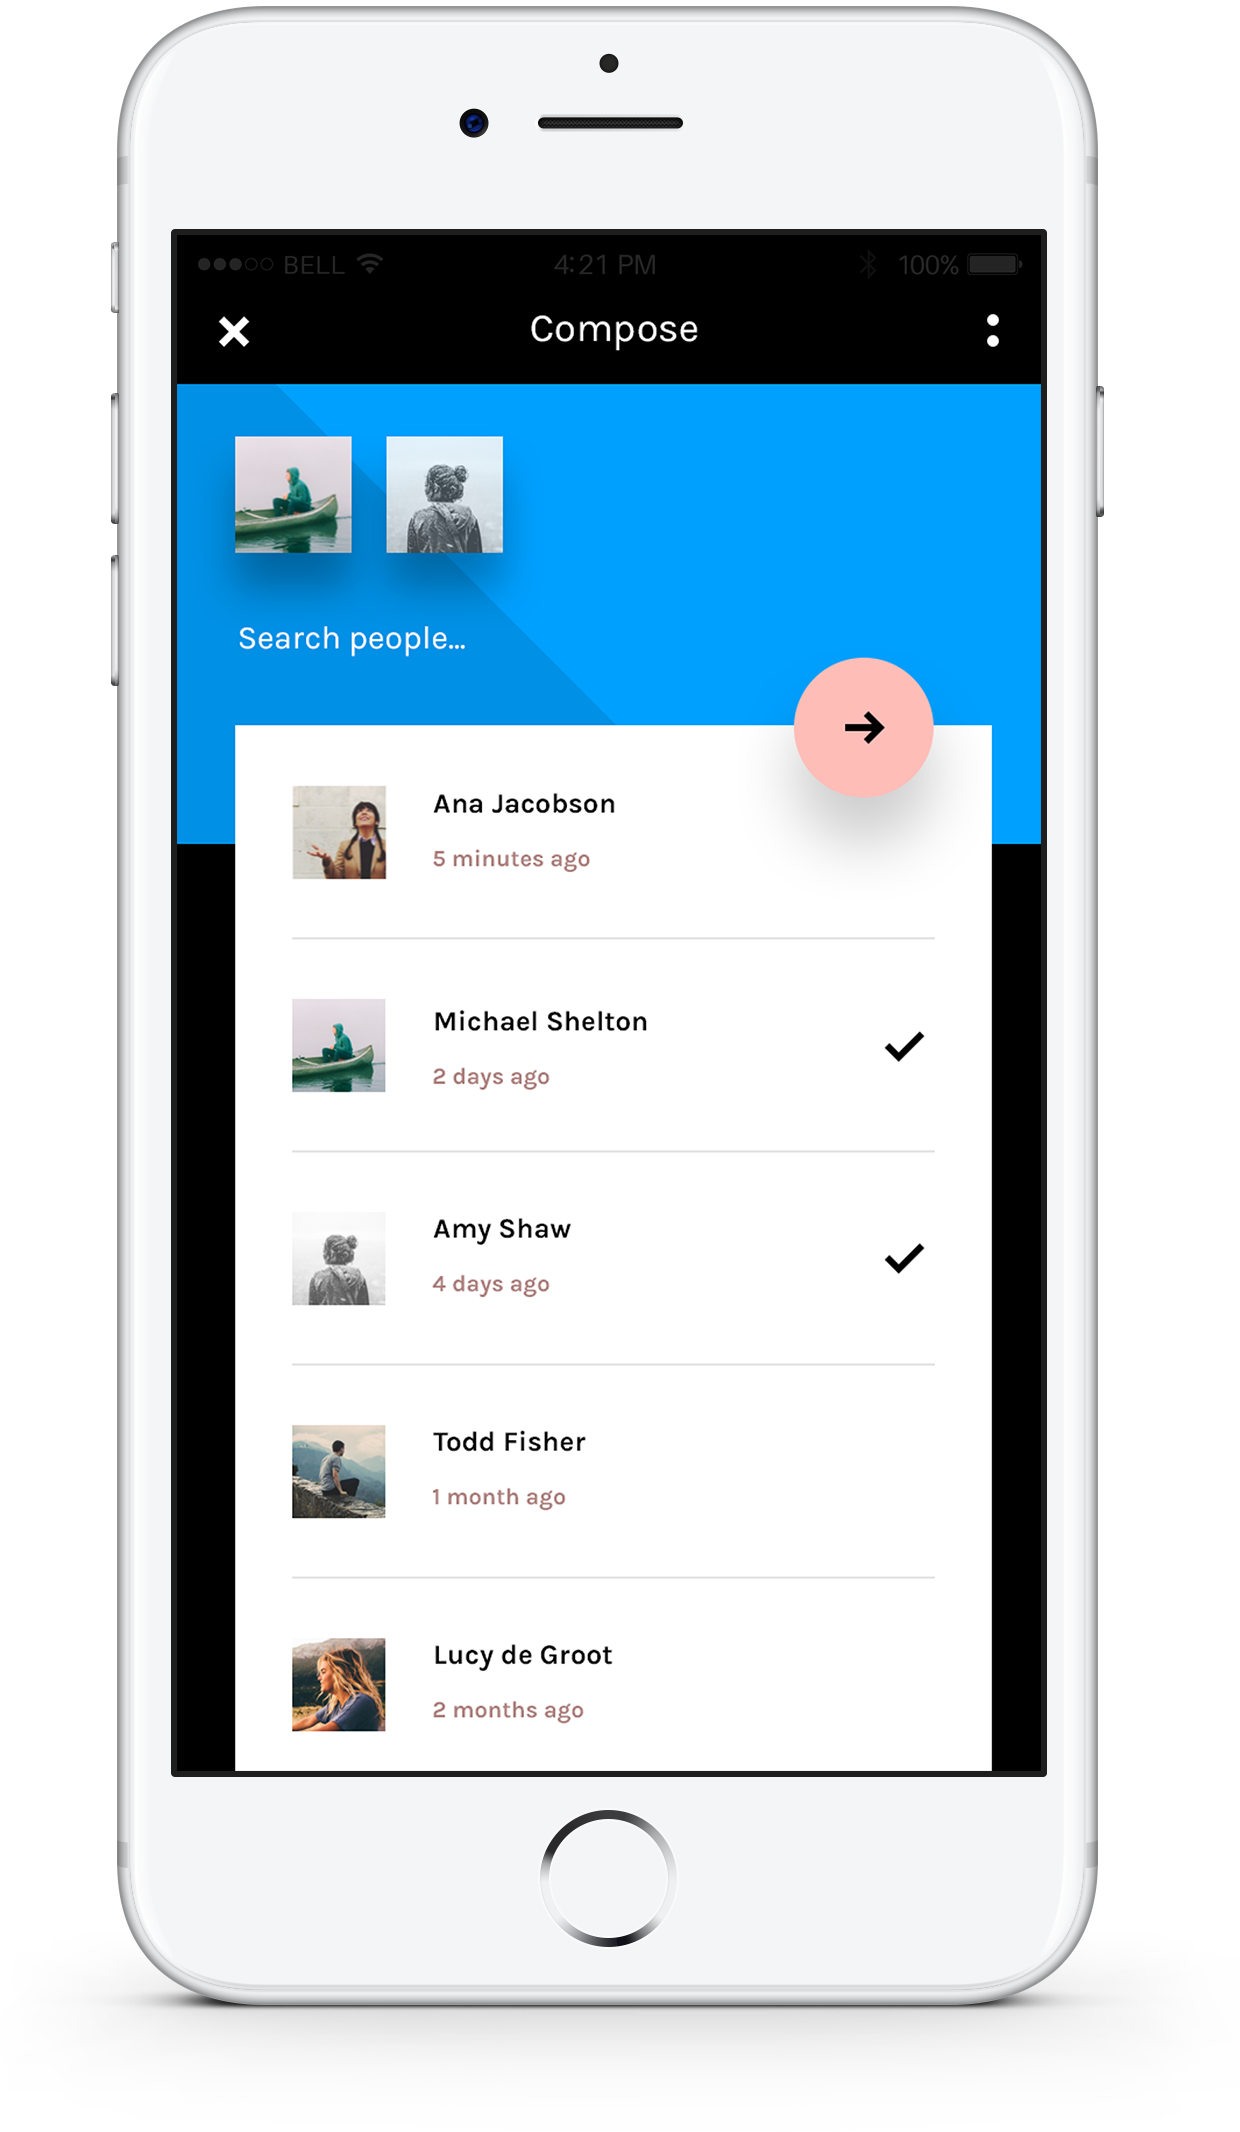 BELL 4:21 PM 100%
Compose
Search people...
Ana Jacobson
5 minutes ago
Michael Shelton
2 days ago
Amy Shaw
4 days ago
Todd Fisher
1 month ago
Lucy de Groot
2 months ago